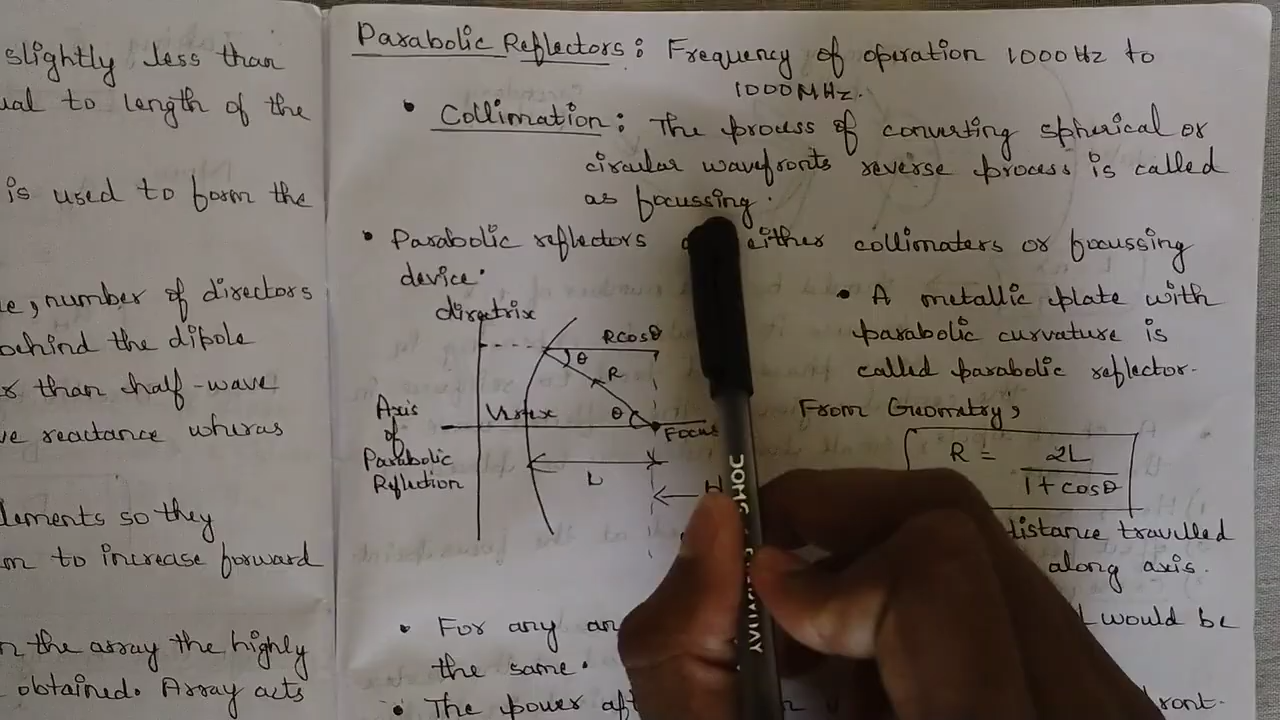 slightly less than
ual to length of the
is used to form the
e, number of directors
behind the dipole
r than half-wave
ve reactance wheras
lements so they
m to increase forward
n the array the highly
obtained. Array acts
Parabolic Reflectors: Frequency of operation 1000Hz to
1000MHz.
• Collimation: The process of converting spherical or
circular wavefronts reverse process is called
as focussing.
• Parabolic reflectors either collimaters or focussing
device.
directrix
RCosθ
θ
R
Axis
of
Parabolic
Reflection
Vertex
θ
Focus
L
• A metallic plate with
parabolic curvature is
called parabolic reflector.
From Geometry,
R = 2L
1+cosθ
distance travelled
along axis.
• For any an
would be
the same.
• The power aft
ront.